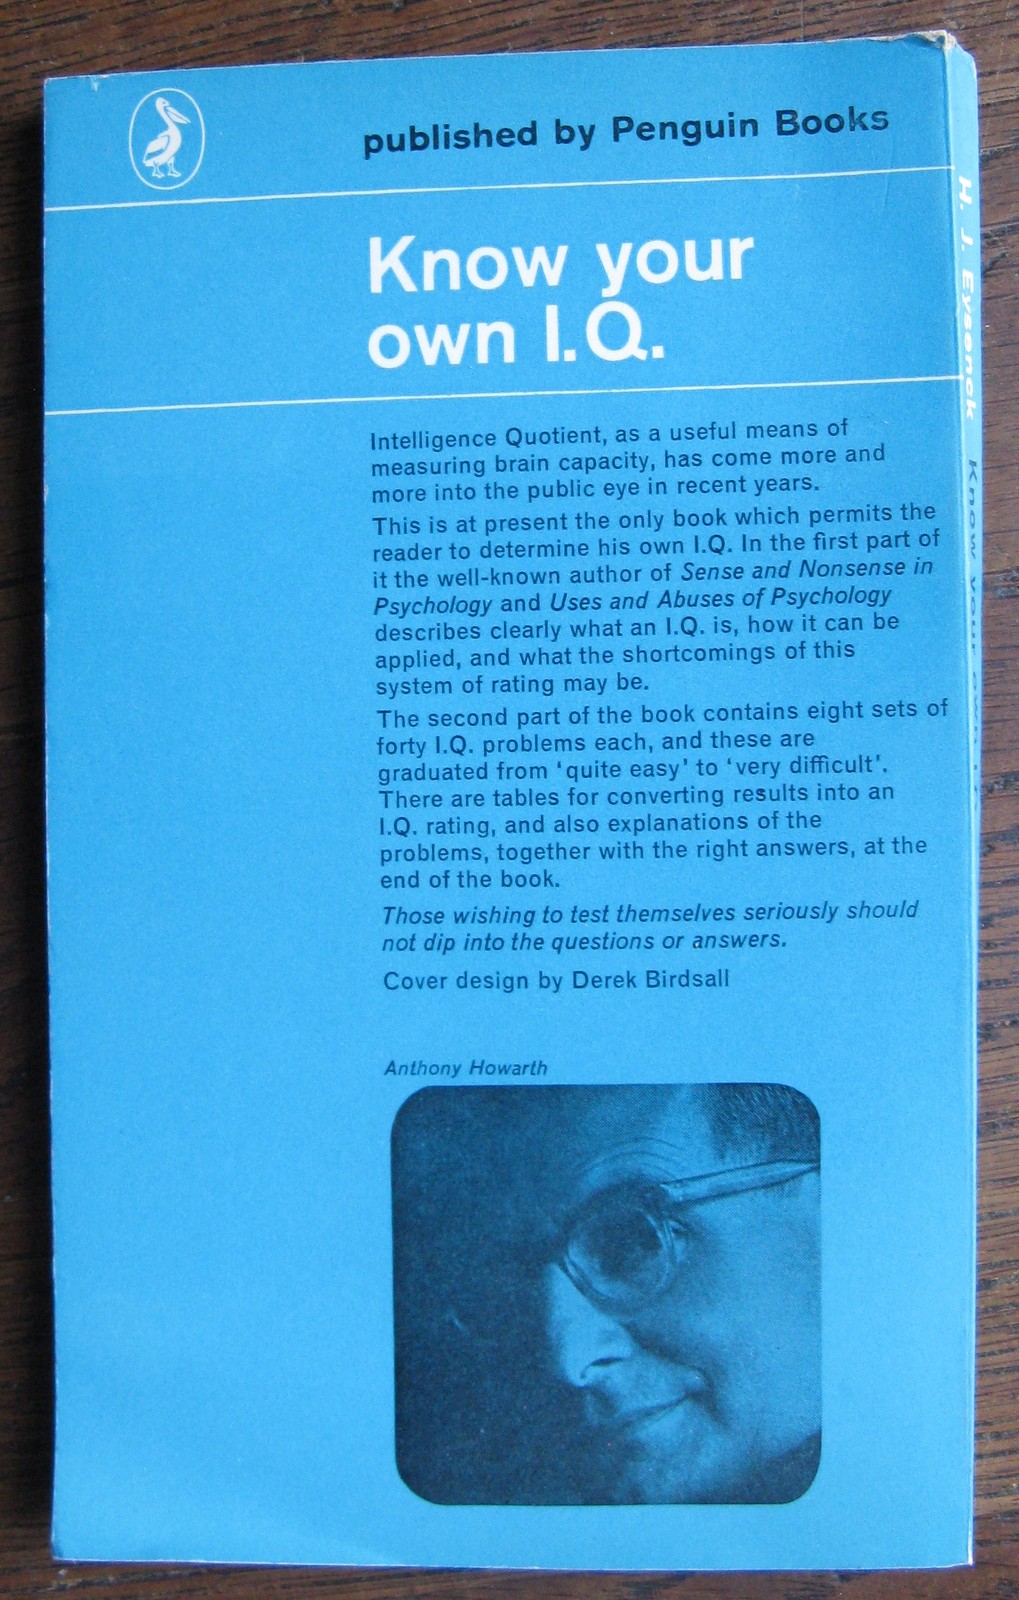 published by Penguin Books
Know your
own I.Q.
Intelligence Quotient, as a useful means of
measuring brain capacity, has come more and
more into the public eye in recent years.
This is at present the only book which permits the
reader to determine his own I.Q. In the first part of
it the well-known author of Sense and Nonsense in
Psychology and Uses and Abuses of Psychology
describes clearly what an I.Q. is, how it can be
applied, and what the shortcomings of this
system of rating may be.
The second part of the book contains eight sets of
forty I.Q. problems each, and these are
graduated from ‘quite easy’ to ‘very difficult’.
There are tables for converting results into an
I.Q. rating, and also explanations of the
problems, together with the right answers, at the
end of the book.
Those wishing to test themselves seriously should
not dip into the questions or answers.
Cover design by Derek Birdsall
Anthony Howarth
H. J. Eysenck Know your own